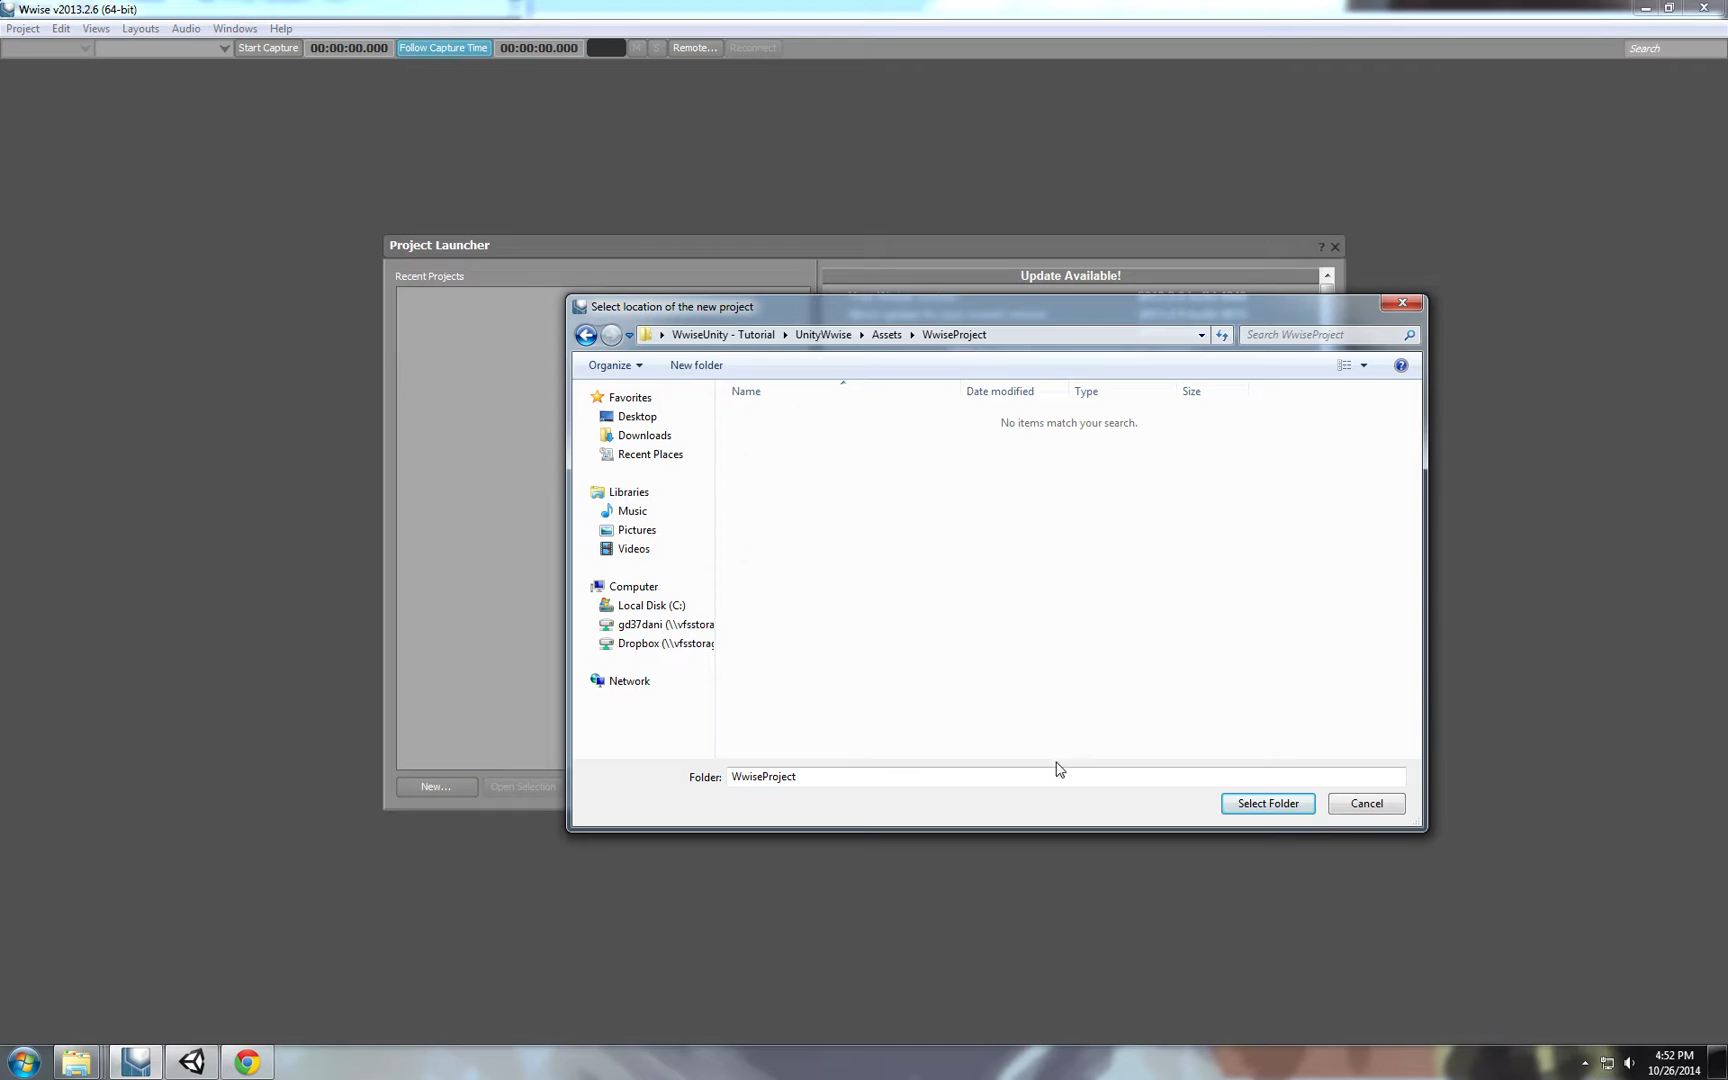 Wwise v2013.2.6 (64-bit)
Project Edit Views Layouts Audio Windows Help
Start Capture 00:00:00.000 Follow Capture Time 00:00:00.000 M S Remote... Reconnect Search
Project Launcher ?
Recent Projects
Update Available!
Select location of the new project
WwiseUnity - Tutorial UnityWwise Assets WwiseProject Search WwiseProject
Organize New folder
Name Date modified Type Size
No items match your search.
Favorites
Desktop
Downloads
Recent Places
Libraries
Music
Pictures
Videos
Computer
Local Disk (C:)
gd37dani (\\vfsstora
Dropbox (\\vfsstorag
Network
Folder: WwiseProject
New... Open Selection
Select Folder Cancel
4:52 PM
10/26/2014